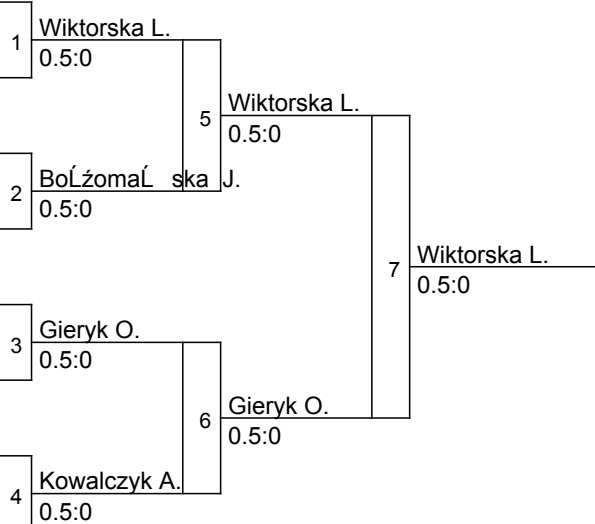 1
Wiktorska L.
0.5:0
5
Wiktorska L.
0.5:0
2
BoĹźomaĹ ska J.
0.5:0
7
Wiktorska L.
0.5:0
3
Gieryk O.
0.5:0
6
Gieryk O.
0.5:0
4
Kowalczyk A.
0.5:0